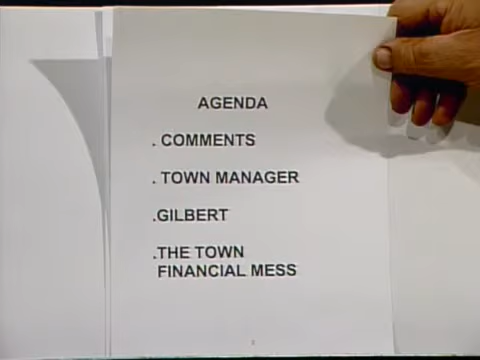 AGENDA
. COMMENTS
. TOWN MANAGER
.GILBERT
.THE TOWN
FINANCIAL MESS